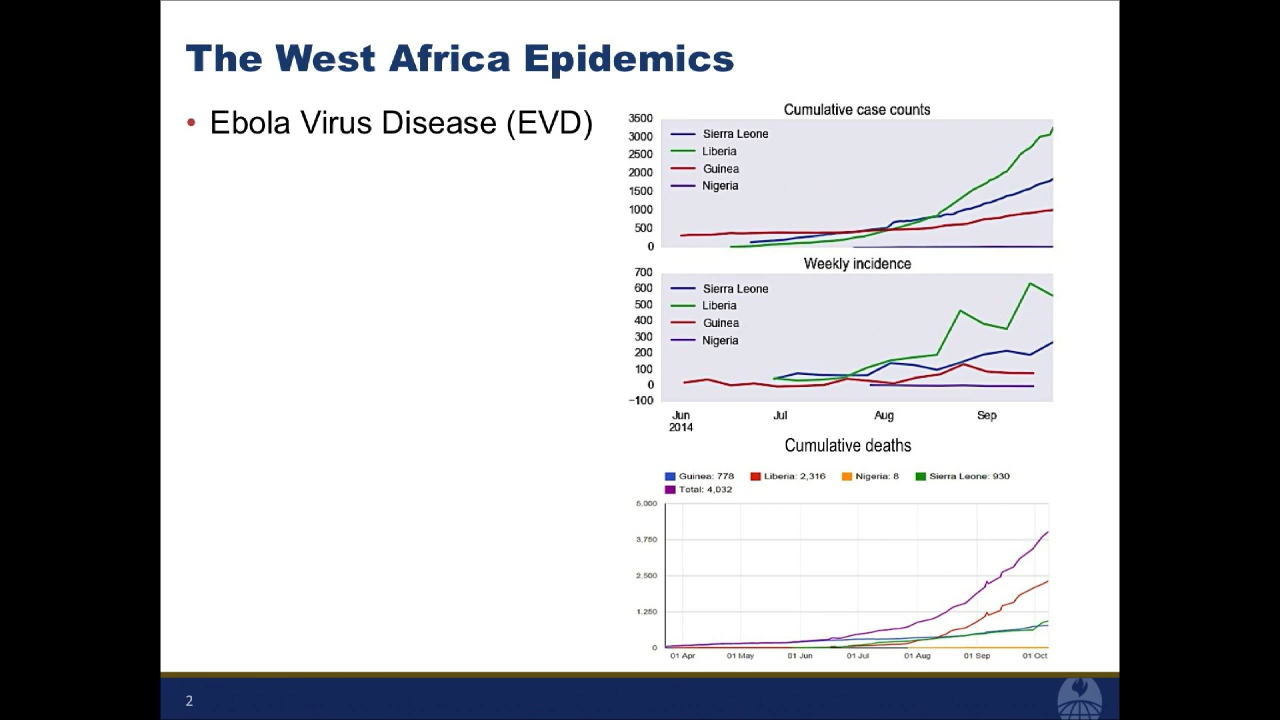 The West Africa Epidemics
• Ebola Virus Disease (EVD)
Cumulative case counts
3500
3000
2500
2000
1500
1000
500
0
Sierra Leone
Liberia
Guinea
Nigeria
Weekly incidence
700
600
500
400
300
200
100
0
−100
Sierra Leone
Liberia
Guinea
Nigeria
Jun Jul Aug Sep
2014
Cumulative deaths
Guinea: 778 Liberia: 2,316 Nigeria: 8 Sierra Leone: 930
Total: 4,032
5,000
3,750
2,500
1,250
0
01 Apr 01 May 01 Jun 01 Jul 01 Aug 01 Sep 01 Oct
2